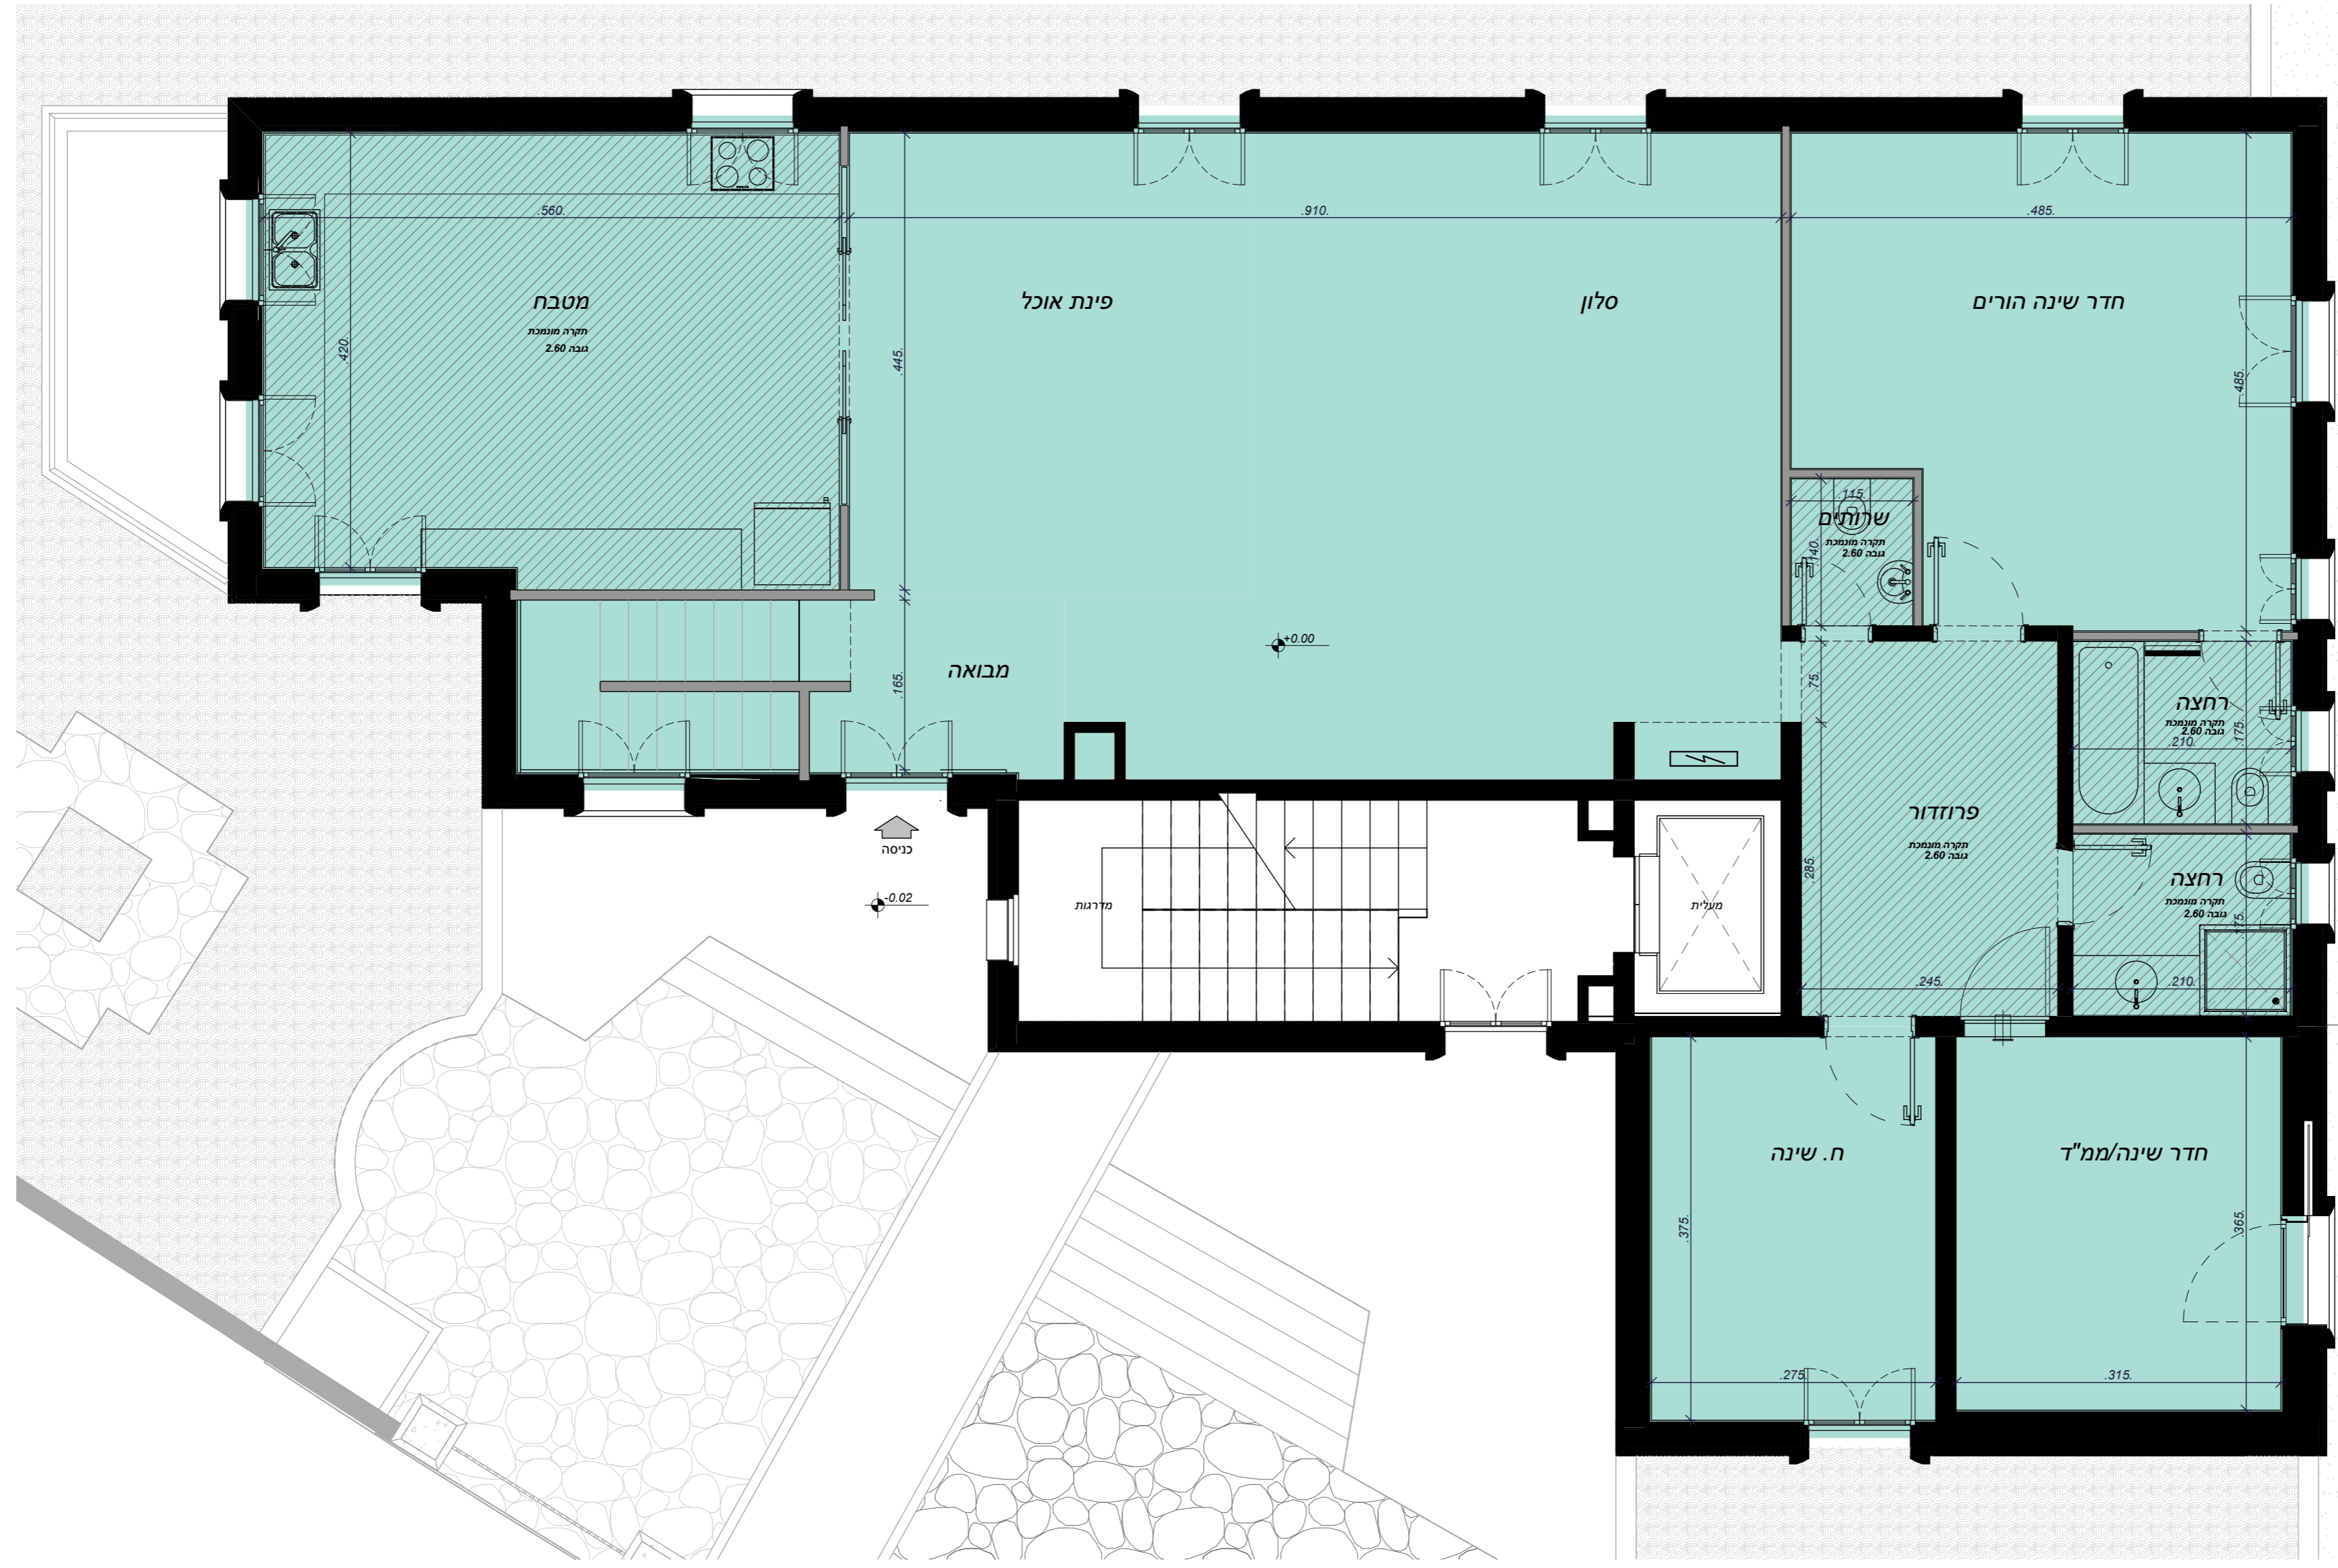 .560.
.910.
.485.
מטבח
תקרה מונמכת
גובה 2.60
פינת אוכל
סלון
חדר שינה הורים
.420.
.445.
.485.
.115.
שרותים
תקרה מונמכת
גובה 2.60
.140.
+0.00
מבואה
.165.
.75.
רחצה
תקרה מונמכת
גובה 2.60
.210.
.175.
פרוזדור
תקרה מונמכת
גובה 2.60
.285.
כניסה
-0.02
מדרגות
מעלית
רחצה
תקרה מונמכת
גובה 2.60
.175.
.245.
.210.
ח. שינה
חדר שינה/ממ"ד
.375.
.365.
.275.
.315.